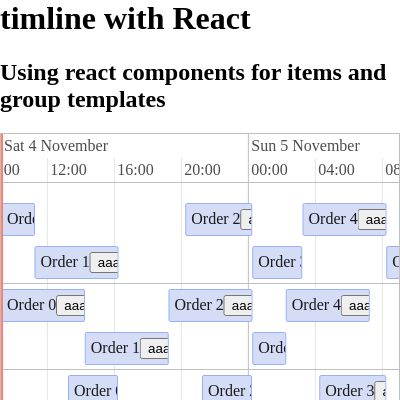 timline with React
Using react components for items and
group templates
Sat 4 November Sun 5 November
00 12:00 16:00 20:00 00:00 04:00 08
Orde Order 2 a Order 4 aaa
Order 1 aaa Order
Order 0 aaa Order 2 aaa Order 4 aaa
Order 1 aaa Orde
Order Order Order 3 a